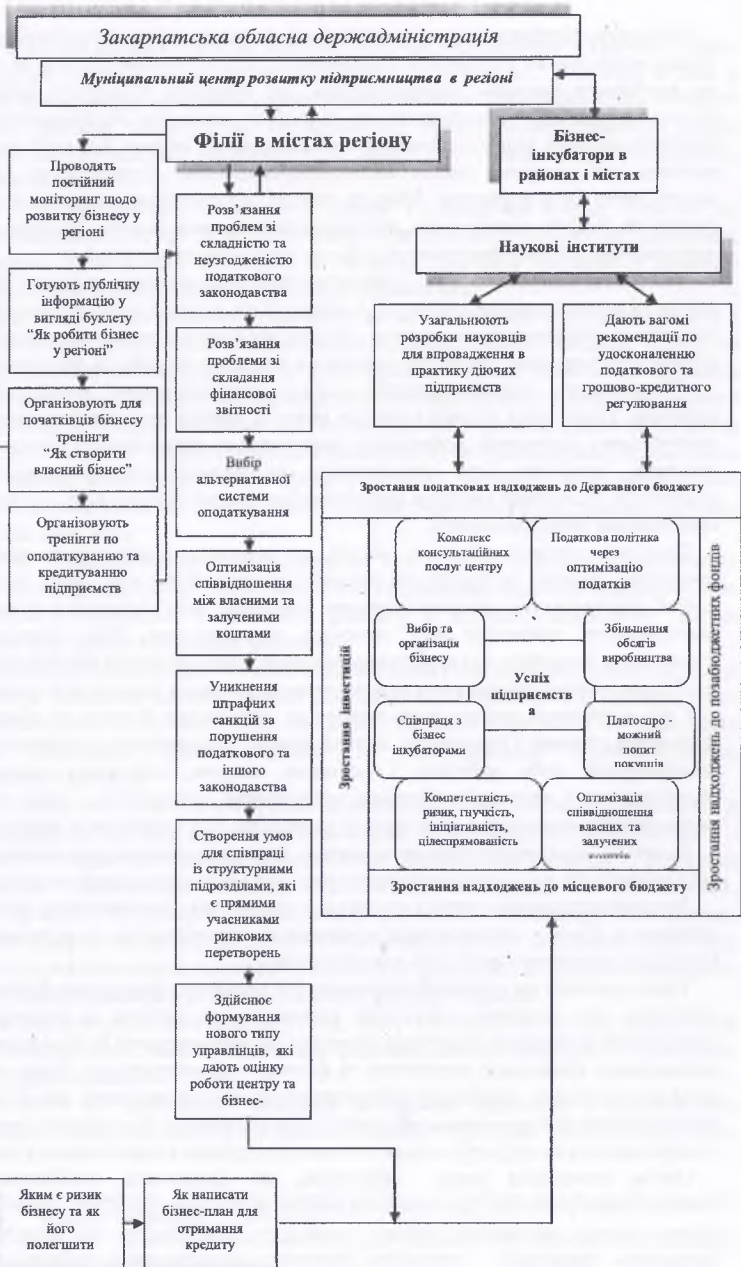 Закарпатська обласна держадміністрація
Муніципальний центр розвитку підприємництва в регіоні
Філії в містах регіону
Бізнес-
інкубатори в
районах і містах
Наукові інститути
Проводять
постійний
моніторинг щодо
розвитку бізнесу у
регіоні
Готують публічну
інформацію у
вигляді буклету
“Як робити бізнес
у регіоні”
Організовують для
початківців бізнесу
тренінги
“Як створити
власний бізнес”
Організовують
тренінги по
оподаткуванню та
кредитуванню
підприємств
Розв’язання
проблем зі
складністю та
неузгодженістю
податкового
законодавства
Розв’язання
проблеми зі
складання
фінансової
звітності
Вибір
альтернативної
системи
оподаткування
Оптимізація
співвідношення
між власними та
залученими
коштами
Уникнення
штрафних
санкцій за
порушення
податкового та
іншого
законодавства
Створення умов
для співпраці
із структурними
підрозділами, які
є прямими
учасниками
ринкових
перетворень
Здійснює
формування
нового типу
управлінців, які
дають оцінку
роботи центру та
бізнес-
Узагальнюють
розробки науковців
для впровадження в
практику діючих
підприємств
Дають вагомі
рекомендації по
удосконаленню
податкового та
грошово-кредитного
регулювання
Зростання податкових надходжень до Державного бюджету
Зростання інвестицій
Комплекс
консультаційних
послуг центру
Податкова політика
через
оптимізацію
податків
Вибір та
організація
бізнесу
Збільшення
обсягів
виробництва
Успіх
підприємств
а
Співпраця з
бізнес
інкубаторами
Платоспро -
можний
попит
покупців
Компетентність,
ризик, гнучкість,
ініціативність,
цілеспрямованість
Оптимізація
співвідношення
власних та
залучених
коштів
Зростання надходжень до позабюджетних фондів
Зростання надходжень до місцевого бюджету
Яким є ризик
бізнесу та як
його
полегшити
Як написати
бізнес-план для
отримання
кредиту